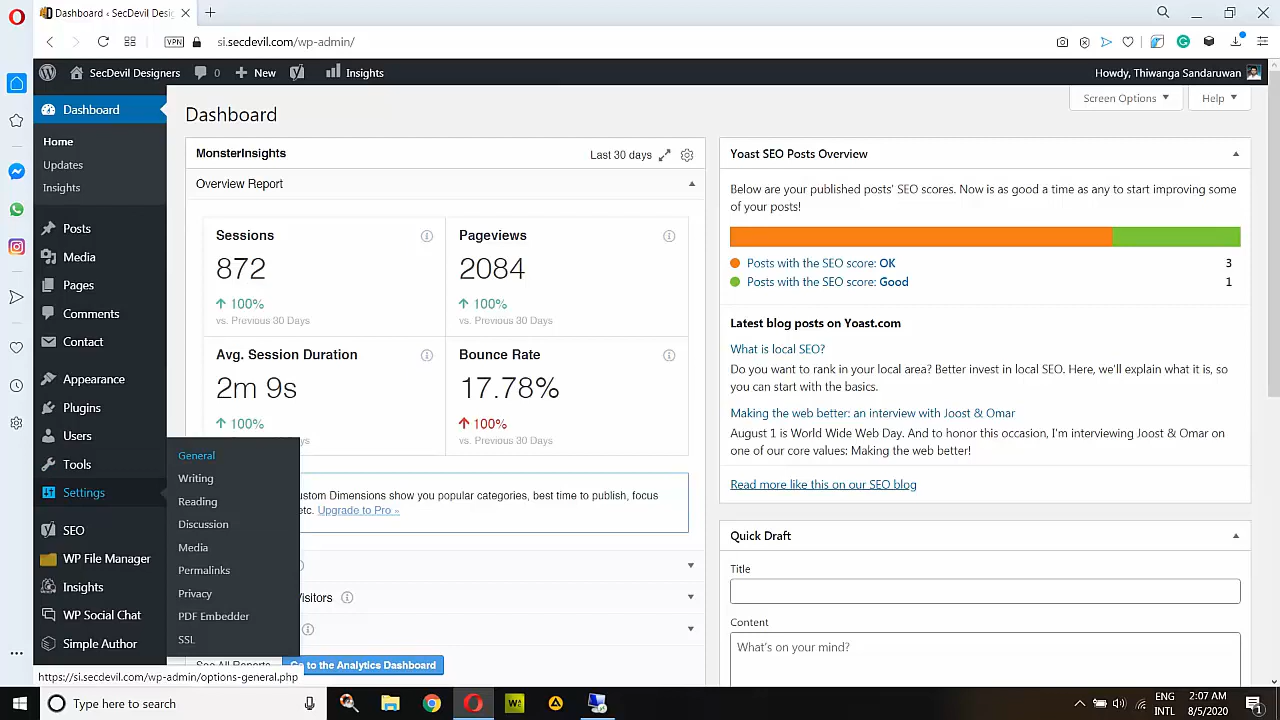 Dashboard ‹ SecDevil Desig
VPN
si.secdevil.com/wp-admin/
SecDevil Designers
0
New
Insights
Howdy, Thiwanga Sandaruwan
Dashboard
Home
Updates
Insights
Posts
Media
Pages
Comments
Contact
Appearance
Plugins
Users
Tools
Settings
SEO
WP File Manager
Insights
WP Social Chat
Simple Author
General
Writing
Reading
Discussion
Media
Permalinks
Privacy
PDF Embedder
SSL
Screen Options
Help
Dashboard
MonsterInsights
Last 30 days
Overview Report
Sessions
872
100%
vs. Previous 30 Days
Pageviews
2084
100%
vs. Previous 30 Days
Avg. Session Duration
2m 9s
100%
ys
Bounce Rate
17.78%
100%
vs. Previous 30 Days
ustom Dimensions show you popular categories, best time to publish, focus
etc. Upgrade to Pro »
Visitors
See All Reports
Go to the Analytics Dashboard
Yoast SEO Posts Overview
Below are your published posts' SEO scores. Now is as good a time as any to start improving some
of your posts!
Posts with the SEO score: OK
3
Posts with the SEO score: Good
1
Latest blog posts on Yoast.com
What is local SEO?
Do you want to rank in your local area? Better invest in local SEO. Here, we'll explain what it is, so
you can start with the basics.
Making the web better: an interview with Joost & Omar
August 1 is World Wide Web Day. And to honor this occasion, I'm interviewing Joost & Omar on
one of our core values: Making the web better!
Read more like this on our SEO blog
Quick Draft
Title
Content
What's on your mind?
https://si.secdevil.com/wp-admin/options-general.php
Type here to search
ENG
INTL
2:07 AM
8/5/2020
1